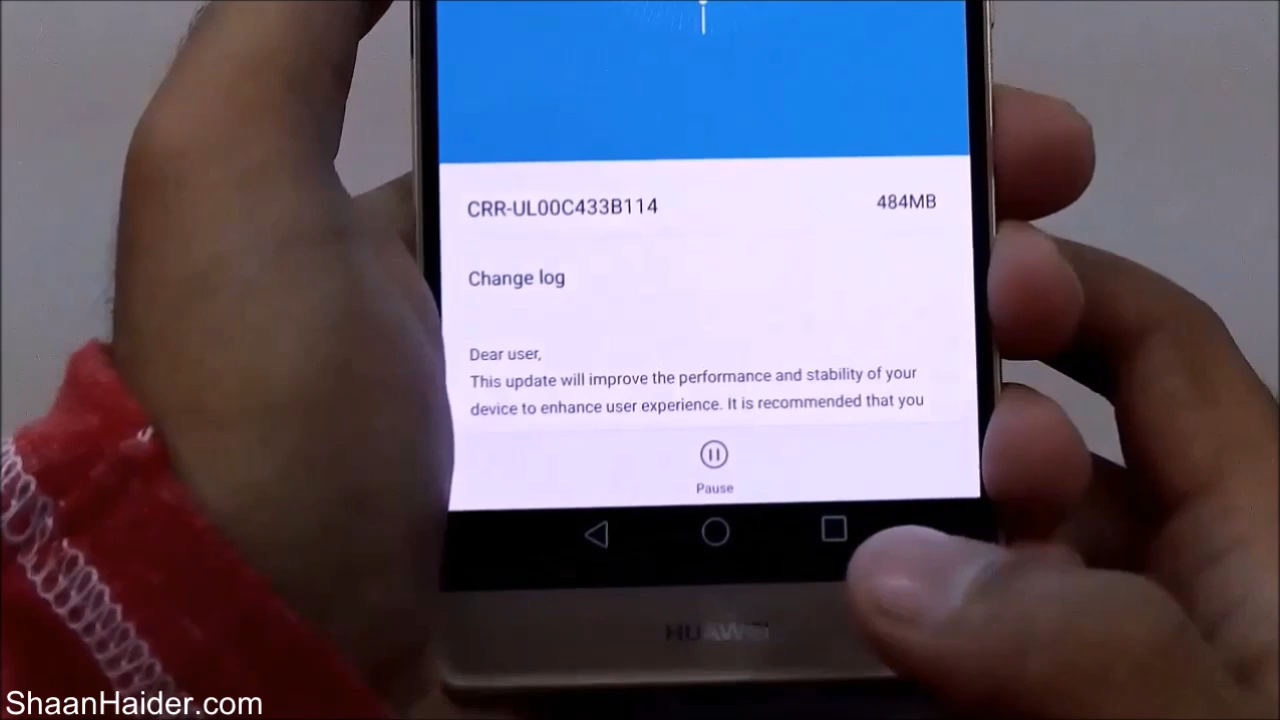 CRR-UL00C433B114 484MB
Change log
Dear user,
This update will improve the performance and stability of your
device to enhance user experience. It is recommended that you
Pause
HUAWEI
ShaanHaider.com